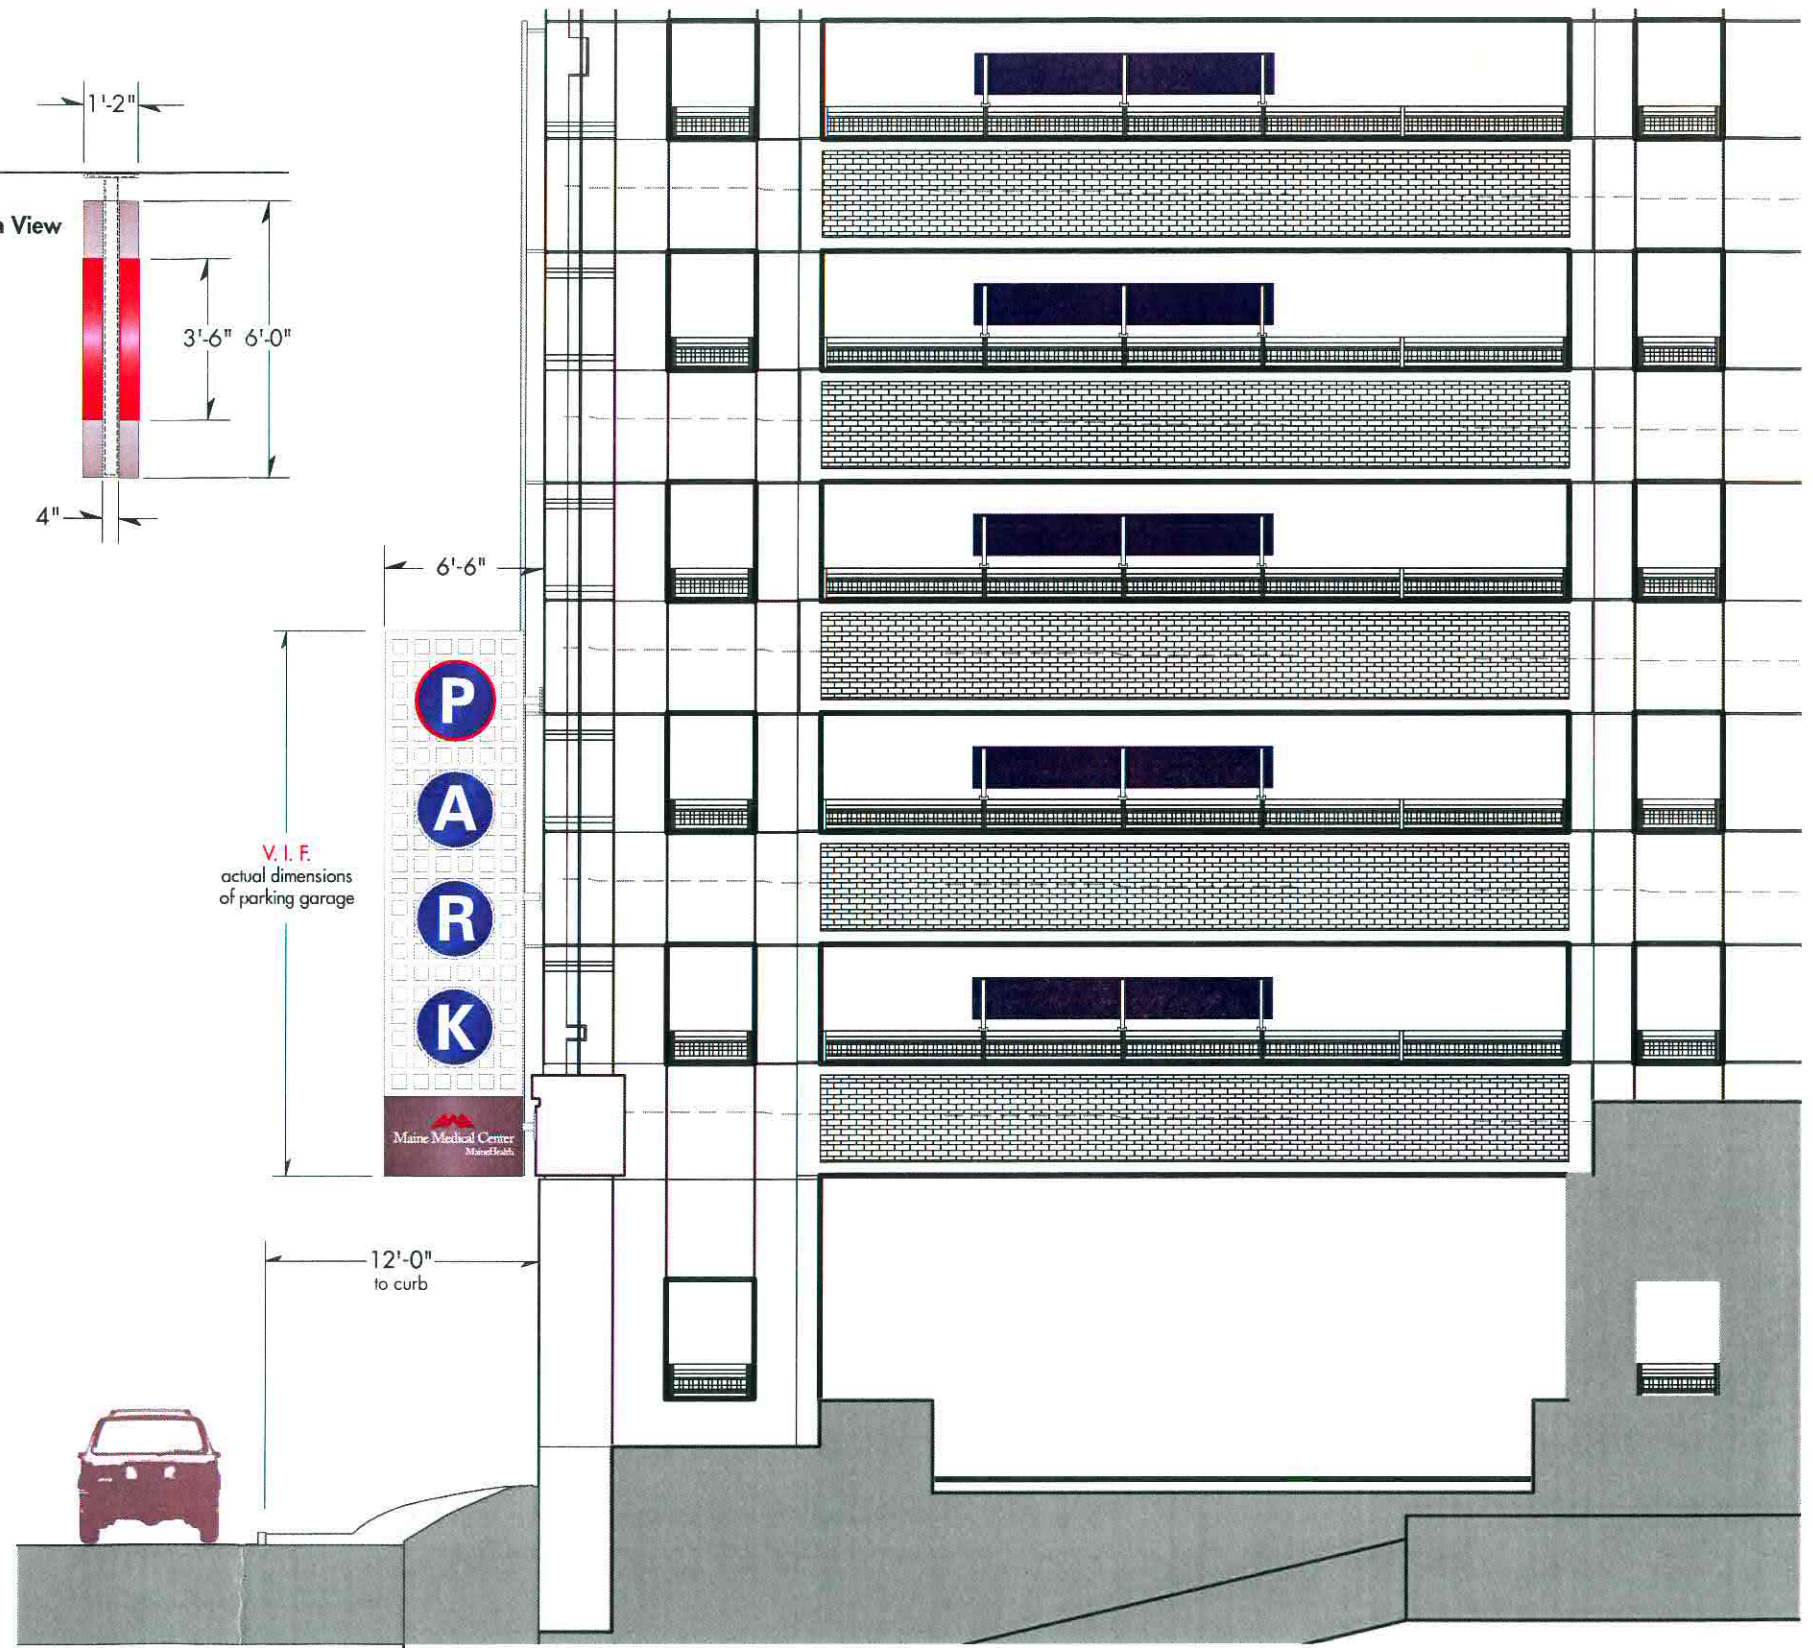 1'-2"
View
3'-6" 6'-0"
4"
6'-6"
P
A
R
K
V. I. F.
actual dimensions
of parking garage
Maine Medical Center
MaineHealth
12'-0"
to curb